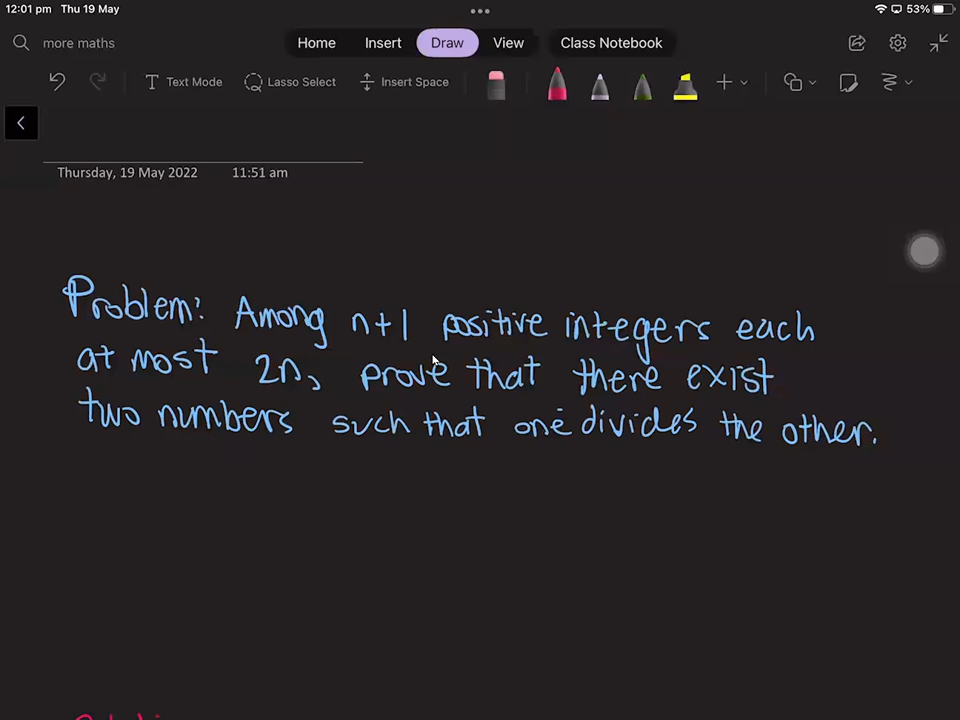 12:01 pm Thu 19 May 53%
more maths Home Insert Draw View Class Notebook
Text Mode Lasso Select Insert Space
Thursday, 19 May 2022 11:51 am
Problem: Among n+1 positive integers each
at most 2n, prove that there exist
two numbers such that one divides the other.